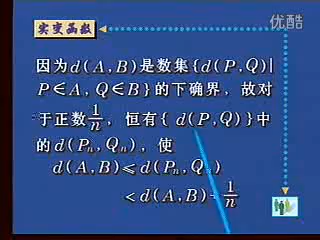 优酷
实变函数
因为d(A,B)是数集{d(P,Q)|
P∈A,Q∈B}的下确界，故对
于正数1/n，恒有{ d(P,Q)}中
的d(Pₙ,Qₙ)，使
d(A,B)≤d(Pₙ,Qₙ)
<d(A,B)+1/n